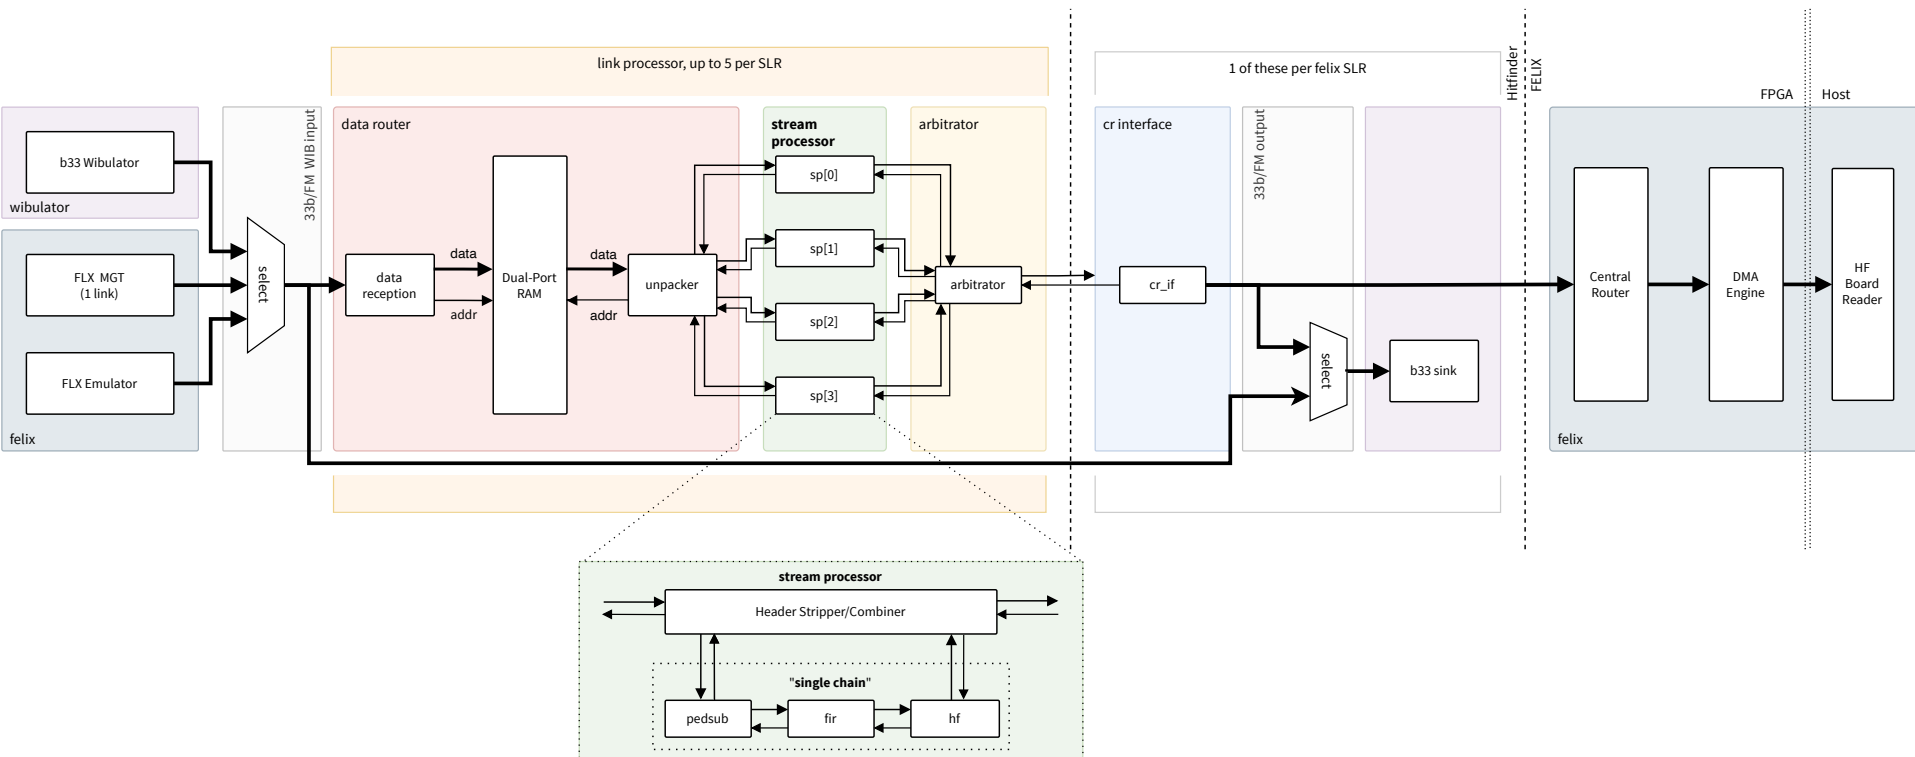 link processor, up to 5 per SLR
1 of these per felix SLR
Hitfinder
FELIX
FPGA
Host
b33 Wibulator
wibulator
FLX MGT
(1 link)
FLX Emulator
felix
33b/FM WIB input
select
data router
data
reception
data
addr
Dual-Port
RAM
data
addr
unpacker
stream
processor
sp[0]
sp[1]
sp[2]
sp[3]
arbitrator
arbitrator
cr interface
cr_if
33b/FM output
select
b33 sink
Central
Router
DMA
Engine
HF
Board
Reader
felix
stream processor
Header Stripper/Combiner
"single chain"
pedsub
fir
hf